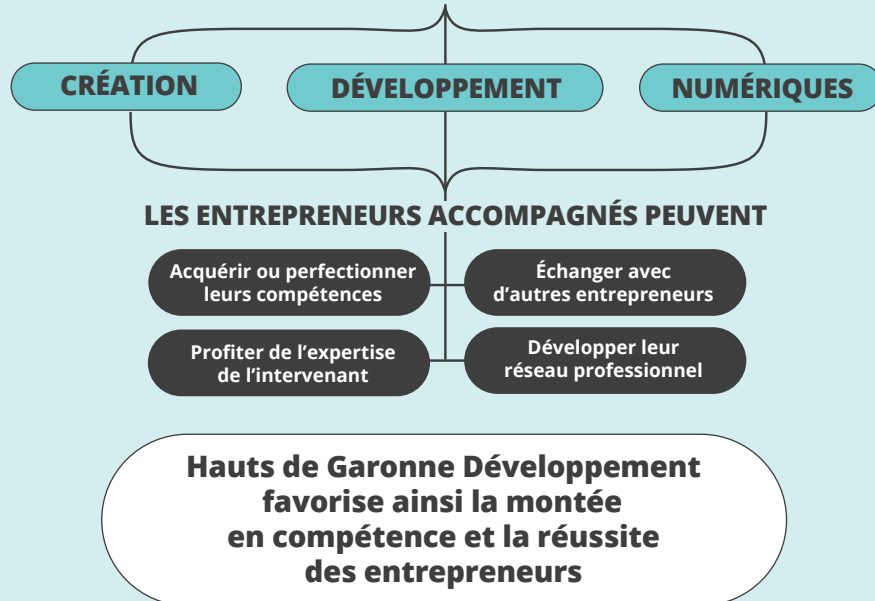 CRÉATION
DÉVELOPPEMENT
NUMÉRIQUES
LES ENTREPRENEURS ACCOMPAGNÉS PEUVENT
Acquérir ou perfectionner
leurs compétences
Échanger avec
d’autres entrepreneurs
Profiter de l’expertise
de l’intervenant
Développer leur
réseau professionnel
Hauts de Garonne Développement
favorise ainsi la montée
en compétence et la réussite
des entrepreneurs